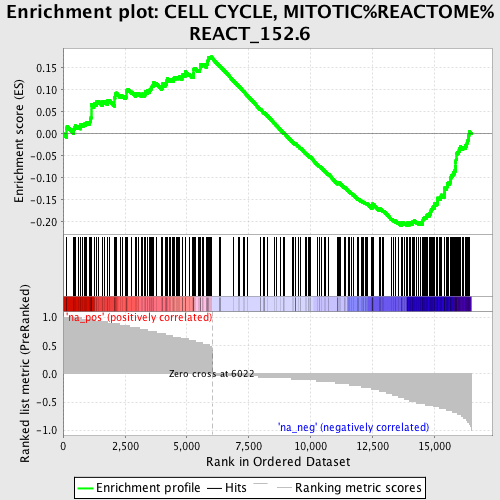 Enrichment plot: CELL CYCLE, MITOTIC%REACTOME%
REACT_152.6
Enrichment score (ES)
0.15
0.10
0.05
0.00
-0.05
-0.10
-0.15
-0.20
Ranked list metric (PreRanked)
1.0
0.5
0.0
-0.5
-1.0
'na_pos' (positively correlated)
Zero cross at 6022
'na_neg' (negatively correlated)
0
2,500
5,000
7,500
10,000
12,500
15,000
Rank in Ordered Dataset
Enrichment profile
Hits
Ranking metric scores